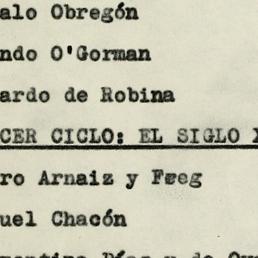 alo Obregón
ndo O'Gorman
ardo de Robina
CER CICLO: EL SIGLO X
ro Arnaiz y Freg
uel Chacón